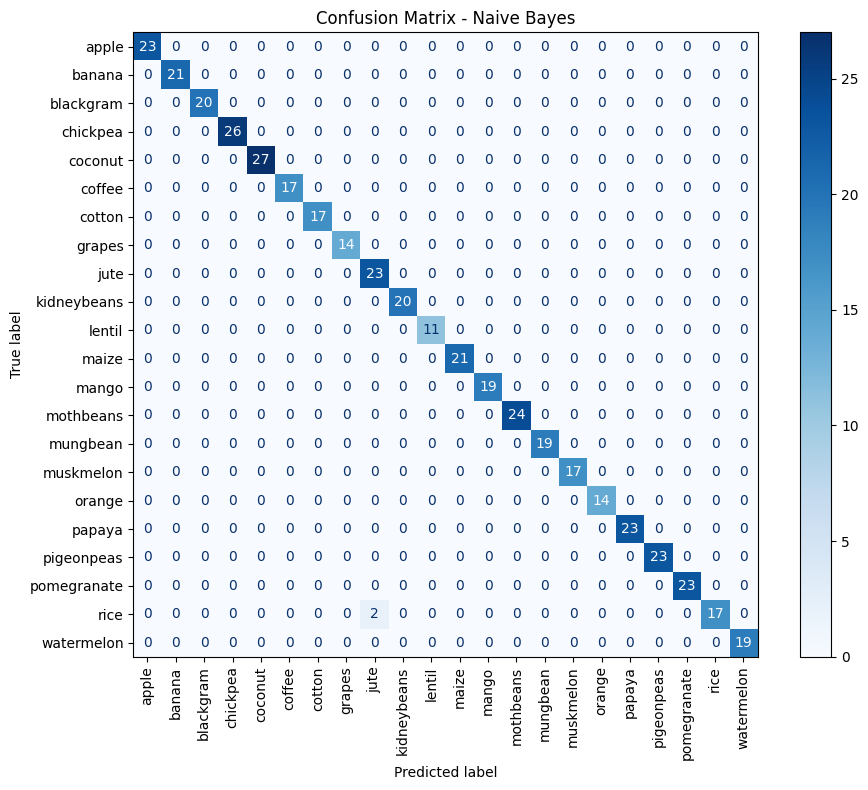 Confusion Matrix - Naive Bayes
True label
apple 23 0 0 0 0 0 0 0 0 0 0 0 0 0 0 0 0 0 0 0 0 0
banana 0 21 0 0 0 0 0 0 0 0 0 0 0 0 0 0 0 0 0 0 0 0
blackgram 0 0 20 0 0 0 0 0 0 0 0 0 0 0 0 0 0 0 0 0 0 0
chickpea 0 0 0 26 0 0 0 0 0 0 0 0 0 0 0 0 0 0 0 0 0 0
coconut 0 0 0 0 27 0 0 0 0 0 0 0 0 0 0 0 0 0 0 0 0 0
coffee 0 0 0 0 0 17 0 0 0 0 0 0 0 0 0 0 0 0 0 0 0 0
cotton 0 0 0 0 0 0 17 0 0 0 0 0 0 0 0 0 0 0 0 0 0 0
grapes 0 0 0 0 0 0 0 14 0 0 0 0 0 0 0 0 0 0 0 0 0 0
jute 0 0 0 0 0 0 0 0 23 0 0 0 0 0 0 0 0 0 0 0 0 0
kidneybeans 0 0 0 0 0 0 0 0 0 20 0 0 0 0 0 0 0 0 0 0 0 0
lentil 0 0 0 0 0 0 0 0 0 0 11 0 0 0 0 0 0 0 0 0 0 0
maize 0 0 0 0 0 0 0 0 0 0 0 21 0 0 0 0 0 0 0 0 0 0
mango 0 0 0 0 0 0 0 0 0 0 0 0 19 0 0 0 0 0 0 0 0 0
mothbeans 0 0 0 0 0 0 0 0 0 0 0 0 0 24 0 0 0 0 0 0 0 0
mungbean 0 0 0 0 0 0 0 0 0 0 0 0 0 0 19 0 0 0 0 0 0 0
muskmelon 0 0 0 0 0 0 0 0 0 0 0 0 0 0 0 17 0 0 0 0 0 0
orange 0 0 0 0 0 0 0 0 0 0 0 0 0 0 0 0 14 0 0 0 0 0
papaya 0 0 0 0 0 0 0 0 0 0 0 0 0 0 0 0 0 23 0 0 0 0
pigeonpeas 0 0 0 0 0 0 0 0 0 0 0 0 0 0 0 0 0 0 23 0 0 0
pomegranate 0 0 0 0 0 0 0 0 0 0 0 0 0 0 0 0 0 0 0 23 0 0
rice 0 0 0 0 0 0 0 0 2 0 0 0 0 0 0 0 0 0 0 0 17 0
watermelon 0 0 0 0 0 0 0 0 0 0 0 0 0 0 0 0 0 0 0 0 0 19
apple
banana
blackgram
chickpea
coconut
coffee
cotton
grapes
jute
kidneybeans
lentil
maize
mango
mothbeans
mungbean
muskmelon
orange
papaya
pigeonpeas
pomegranate
rice
watermelon
Predicted label
25
20
15
10
5
0